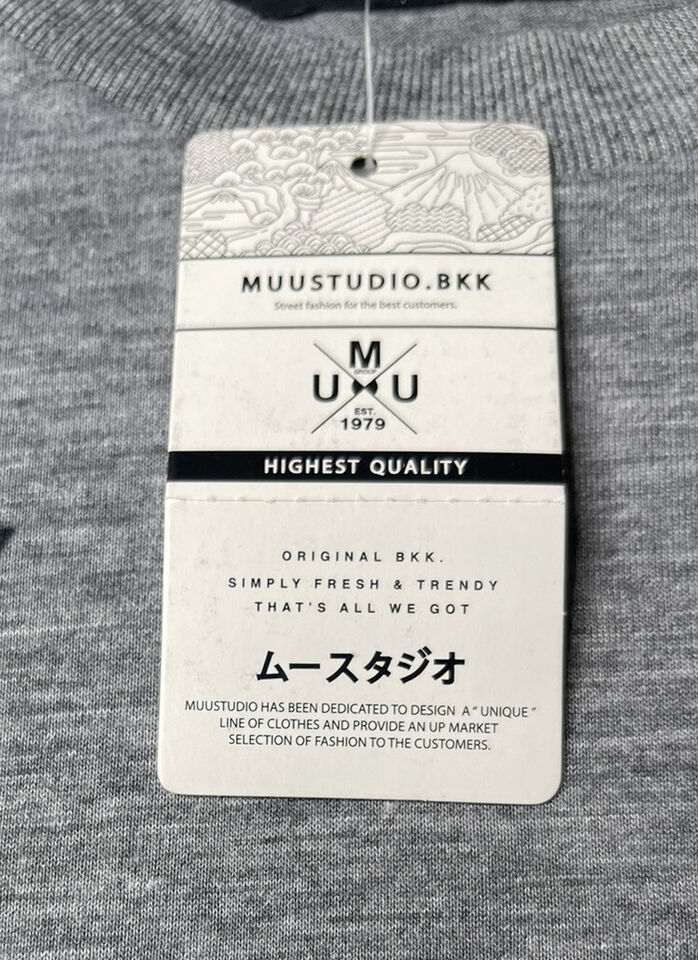 MUUSTUDIO.BKK
Street fashion for the best customers.
M
GROUP
U U
EST.
1979
HIGHEST QUALITY
ORIGINAL BKK.
SIMPLY FRESH & TRENDY
THAT'S ALL WE GOT
ムースタジオ
MUUSTUDIO HAS BEEN DEDICATED TO DESIGN A " UNIQUE "
LINE OF CLOTHES AND PROVIDE AN UP MARKET
SELECTION OF FASHION TO THE CUSTOMERS.